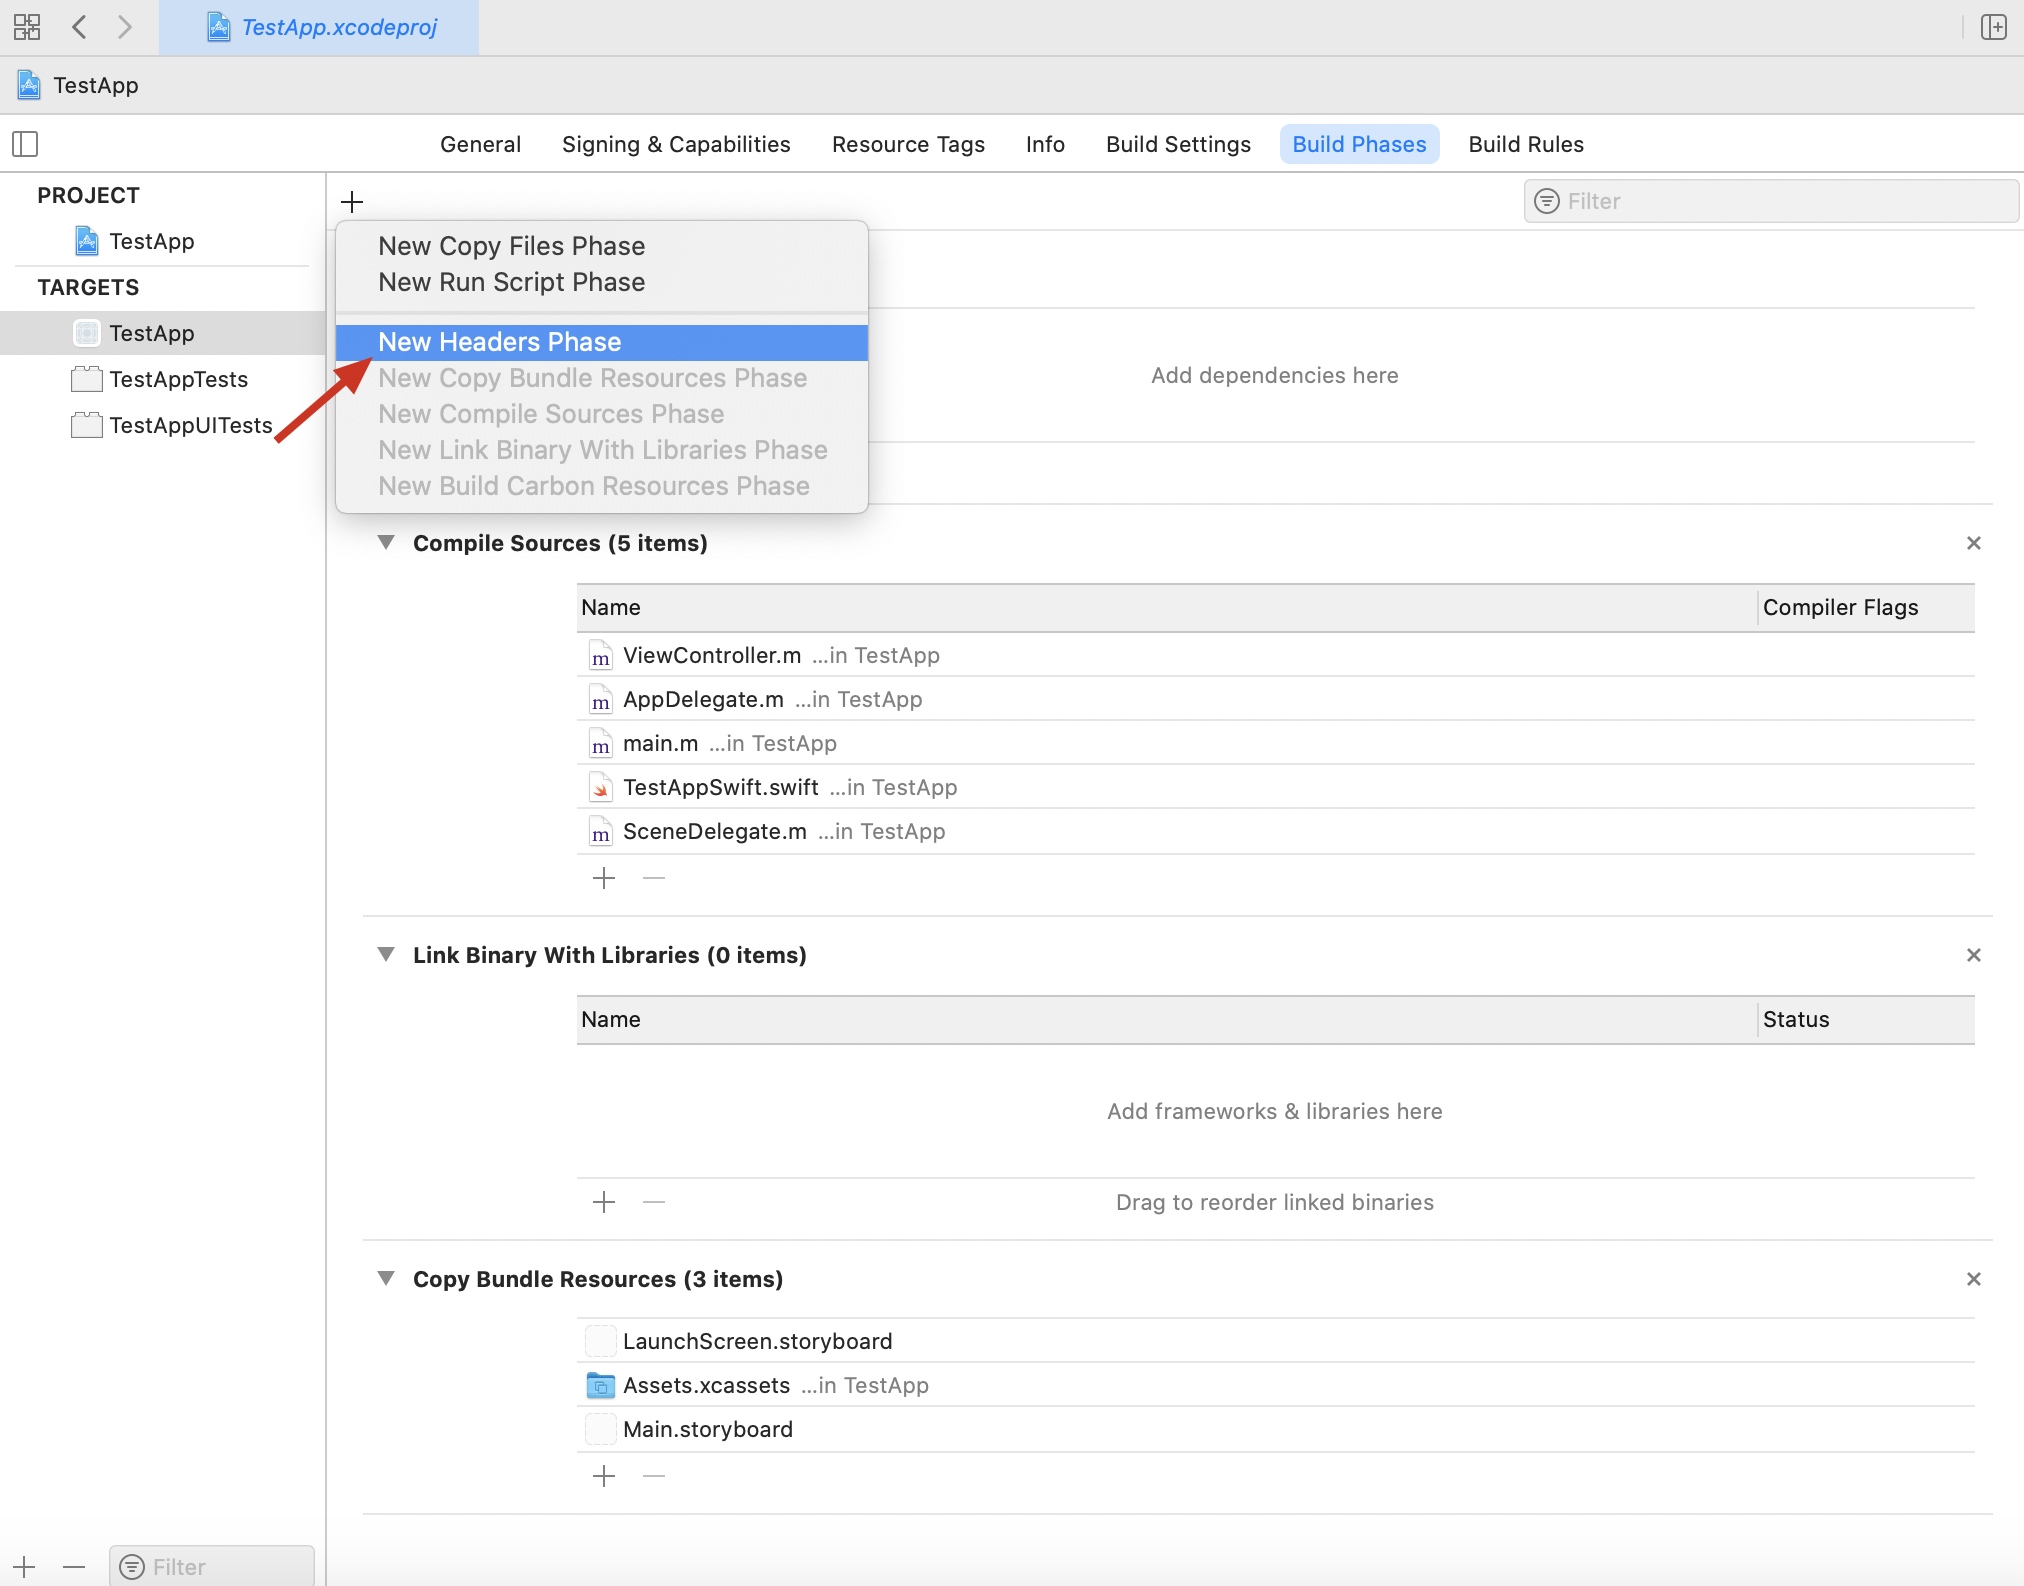 TestApp.xcodeproj
TestApp
General Signing & Capabilities Resource Tags Info Build Settings Build Phases Build Rules
PROJECT
TestApp
TARGETS
TestApp
TestAppTests
TestAppUITests
Filter
Filter
New Copy Files Phase
New Run Script Phase
New Headers Phase
New Copy Bundle Resources Phase
New Compile Sources Phase
New Link Binary With Libraries Phase
New Build Carbon Resources Phase
Add dependencies here
Compile Sources (5 items)
Name Compiler Flags
ViewController.m ...in TestApp
AppDelegate.m ...in TestApp
main.m ...in TestApp
TestAppSwift.swift ...in TestApp
SceneDelegate.m ...in TestApp
Link Binary With Libraries (0 items)
Name Status
Add frameworks & libraries here
Drag to reorder linked binaries
Copy Bundle Resources (3 items)
LaunchScreen.storyboard
Assets.xcassets ...in TestApp
Main.storyboard